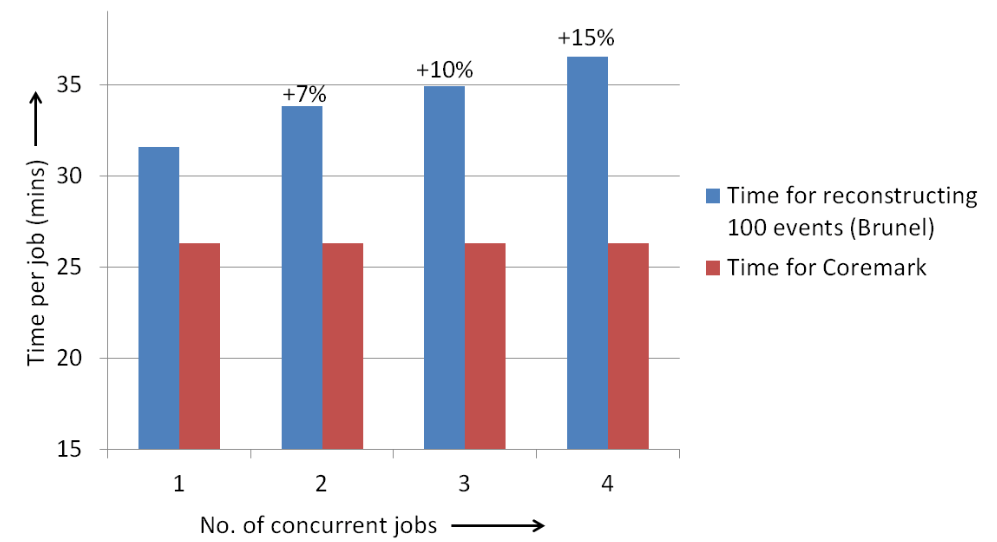 +15%
+10%
+7%
35
30
25
20
15
Time per job (mins)
1 2 3 4
No. of concurrent jobs
Time for reconstructing
100 events (Brunel)
Time for Coremark